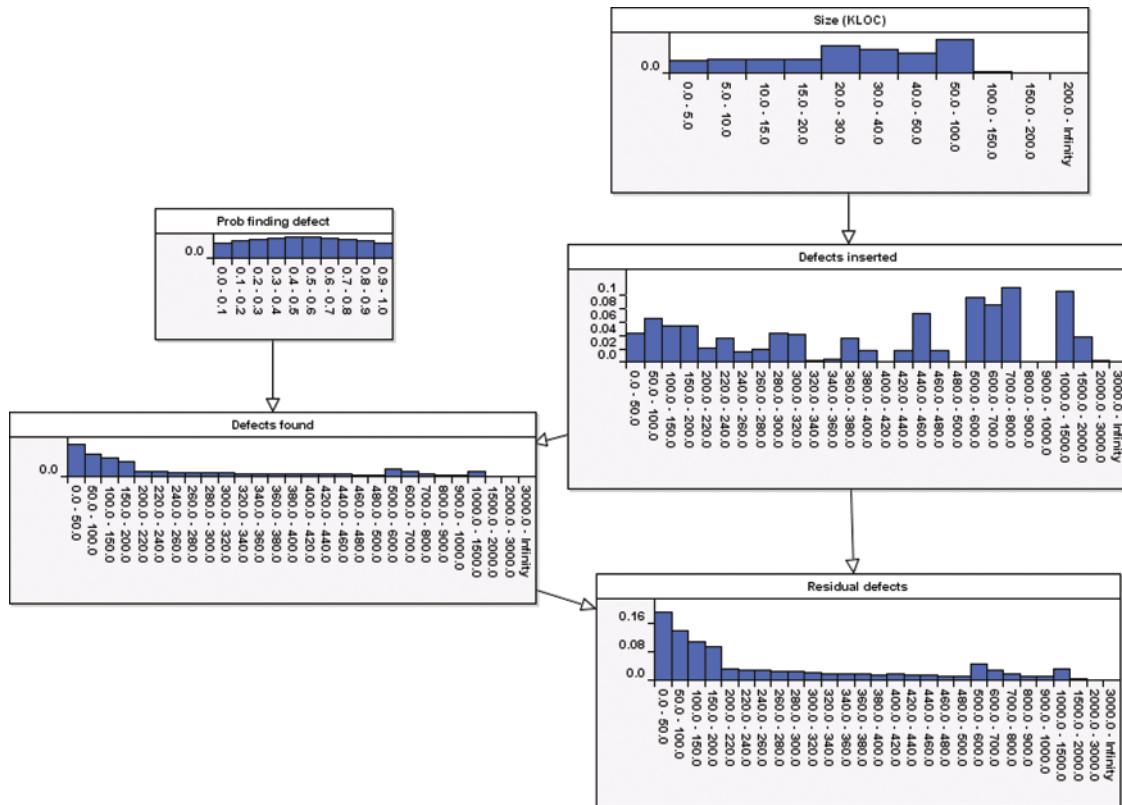 Size (KLOC)
0.0
0.0 - 5.0
5.0 - 10.0
10.0 - 15.0
15.0 - 20.0
20.0 - 30.0
30.0 - 40.0
40.0 - 50.0
50.0 - 100.0
100.0 - 150.0
150.0 - 200.0
200.0 - Infinity
Prob finding defect
0.0
0.0 - 0.1
0.1 - 0.2
0.2 - 0.3
0.3 - 0.4
0.4 - 0.5
0.5 - 0.6
0.6 - 0.7
0.7 - 0.8
0.8 - 0.9
0.9 - 1.0
Defects inserted
0.1
0.08
0.06
0.04
0.02
0.0
0.0 - 50.0
50.0 - 100.0
100.0 - 150.0
150.0 - 200.0
200.0 - 220.0
220.0 - 240.0
240.0 - 260.0
260.0 - 280.0
280.0 - 300.0
300.0 - 320.0
320.0 - 340.0
340.0 - 360.0
360.0 - 380.0
380.0 - 400.0
400.0 - 420.0
420.0 - 440.0
440.0 - 460.0
460.0 - 480.0
480.0 - 500.0
500.0 - 600.0
600.0 - 700.0
700.0 - 800.0
800.0 - 900.0
900.0 - 1000.0
1000.0 - 1500.0
1500.0 - 2000.0
2000.0 - 3000.0
3000.0 - Infinity
Defects found
0.0
0.0 - 50.0
50.0 - 100.0
100.0 - 150.0
150.0 - 200.0
200.0 - 220.0
220.0 - 240.0
240.0 - 260.0
260.0 - 280.0
280.0 - 300.0
300.0 - 320.0
320.0 - 340.0
340.0 - 360.0
360.0 - 380.0
380.0 - 400.0
400.0 - 420.0
420.0 - 440.0
440.0 - 460.0
460.0 - 480.0
480.0 - 500.0
500.0 - 600.0
600.0 - 700.0
700.0 - 800.0
800.0 - 900.0
900.0 - 1000.0
1000.0 - 1500.0
1500.0 - 2000.0
2000.0 - 3000.0
3000.0 - Infinity
Residual defects
0.16
0.08
0.0
0.0 - 50.0
50.0 - 100.0
100.0 - 150.0
150.0 - 200.0
200.0 - 220.0
220.0 - 240.0
240.0 - 260.0
260.0 - 280.0
280.0 - 300.0
300.0 - 320.0
320.0 - 340.0
340.0 - 360.0
360.0 - 380.0
380.0 - 400.0
400.0 - 420.0
420.0 - 440.0
440.0 - 460.0
460.0 - 480.0
480.0 - 500.0
500.0 - 600.0
600.0 - 700.0
700.0 - 800.0
800.0 - 900.0
900.0 - 1000.0
1000.0 - 1500.0
1500.0 - 2000.0
2000.0 - 3000.0
3000.0 - Infinity